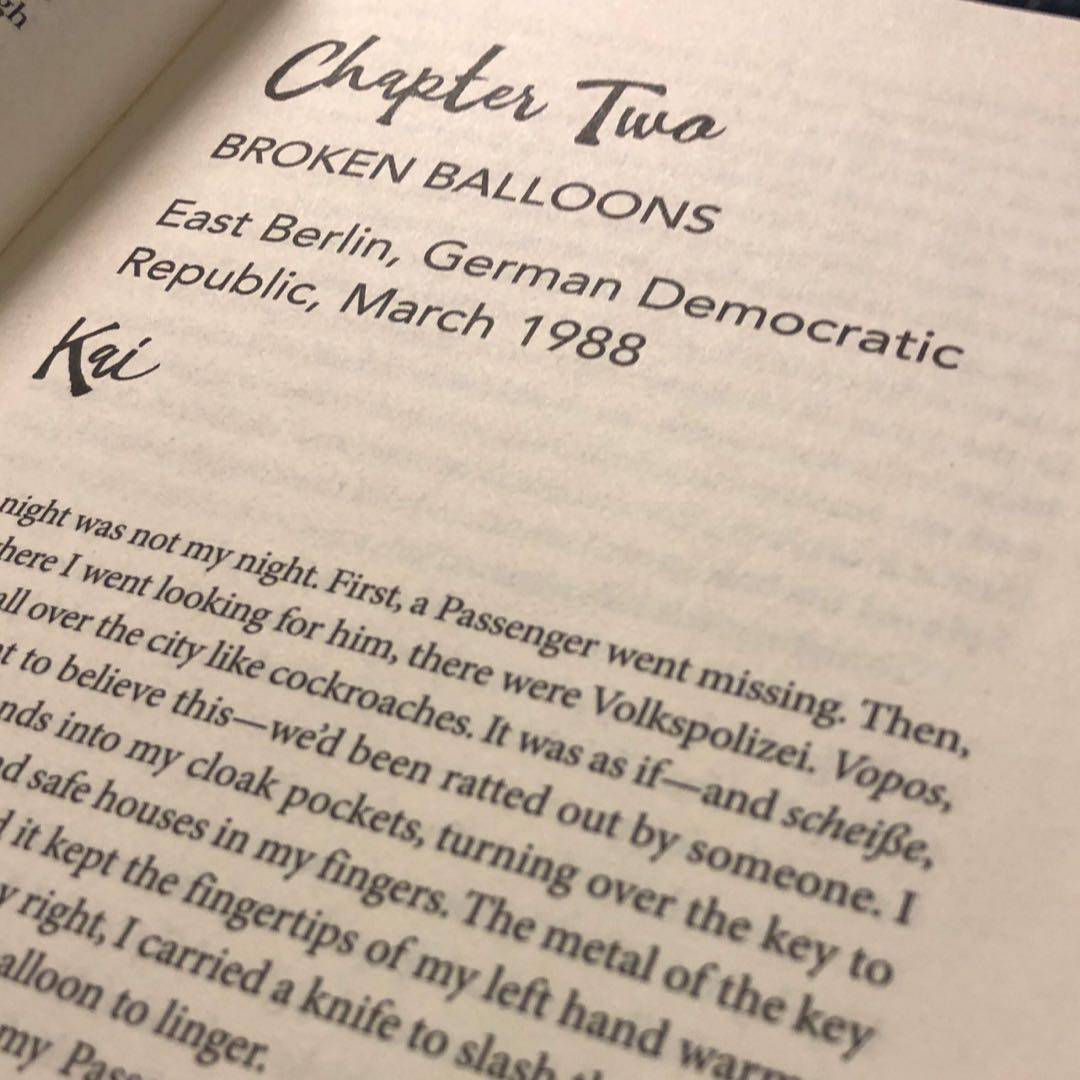 gh
Chapter Two
BROKEN BALLOONS
East Berlin, German Democratic
Republic, March 1988
Kai
night was not my night. First, a Passenger went missing. Then,
here I went looking for him, there were Volkspolizei. Vopos,
all over the city like cockroaches. It was as if—and scheiße,
t to believe this—we'd been ratted out by someone. I
nds into my cloak pockets, turning over the key to
d safe houses in my fingers. The metal of the key
it kept the fingertips of my left hand warm
y right, I carried a knife to slash th
alloon to linger.
my Pass